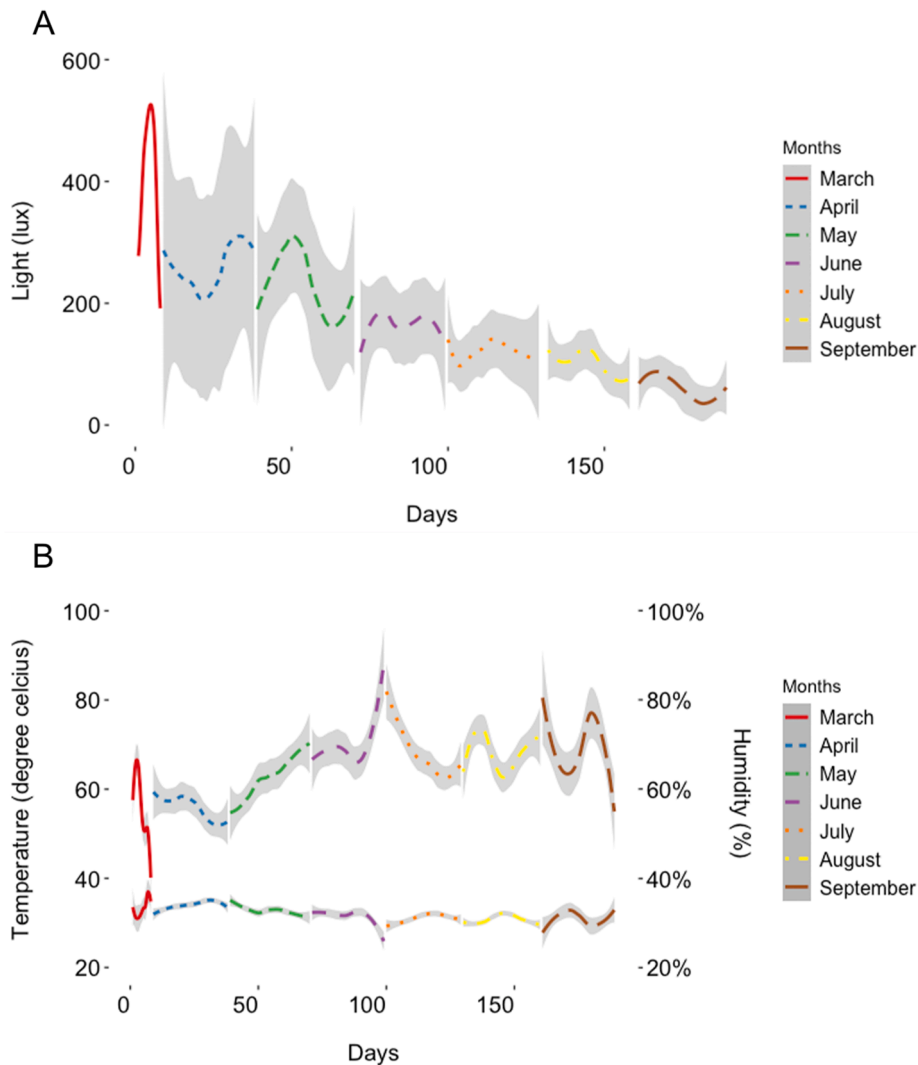 A
600
400
200
0
Light (lux)
0 50 100 150
Days
Months
March
April
May
June
July
August
September
B
100
80
60
40
20
Temperature (degree celcius)
100%
80%
60%
40%
20%
Humidity (%)
0 50 100 150
Days
Months
March
April
May
June
July
August
September